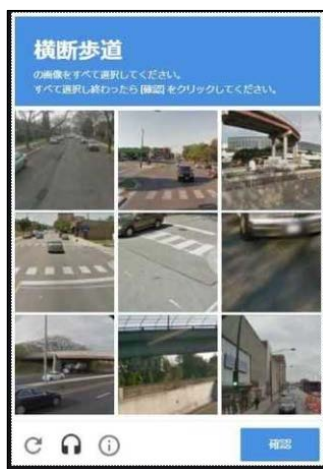 横断歩道
の画像をすべて選択してください。
すべて選択し終わったら [確認] をクリックしてください。
確認